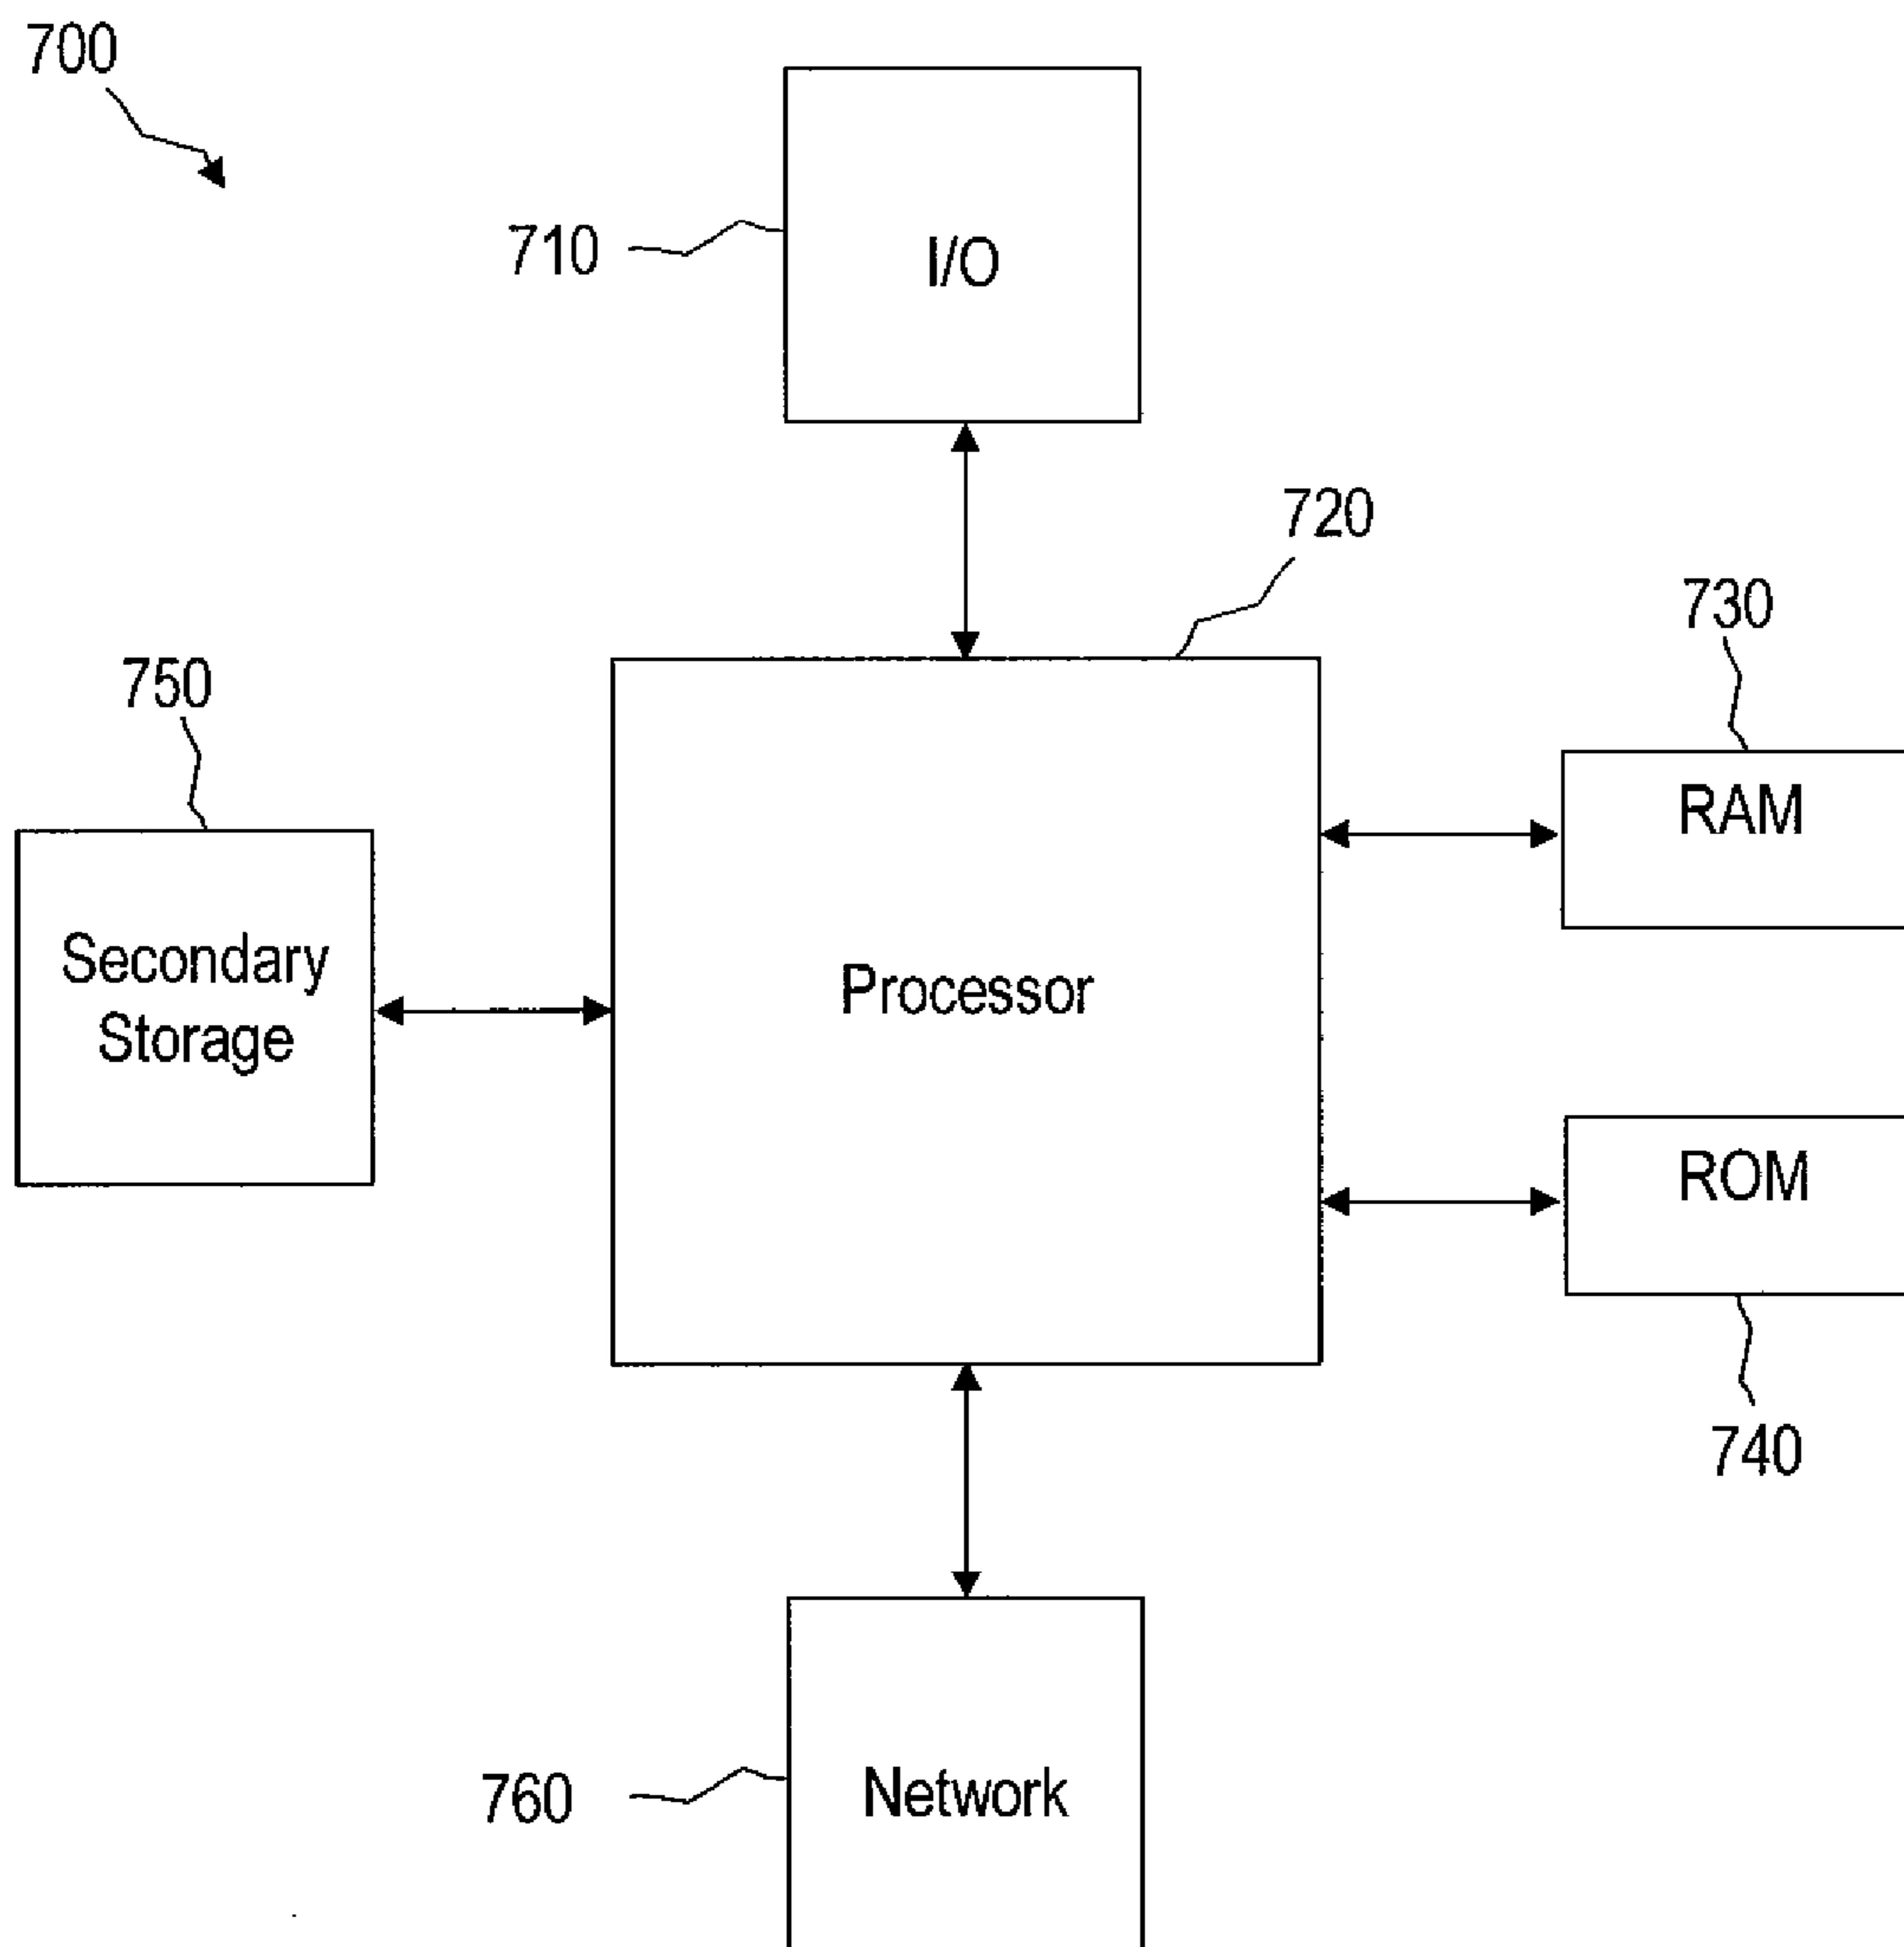 700
710
I/O
720
730
750
RAM
Secondary
Storage
Processor
ROM
740
760
Network